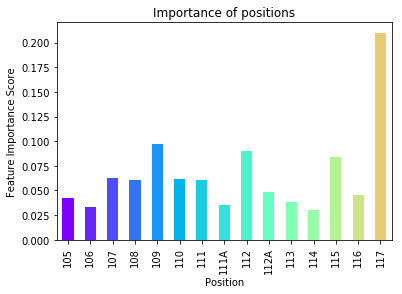 Importance of positions
Feature Importance Score
0.200
0.175
0.150
0.125
0.100
0.075
0.050
0.025
0.000
105 106 107 108 109 110 111 111A 112 112A 113 114 115 116 117
Position